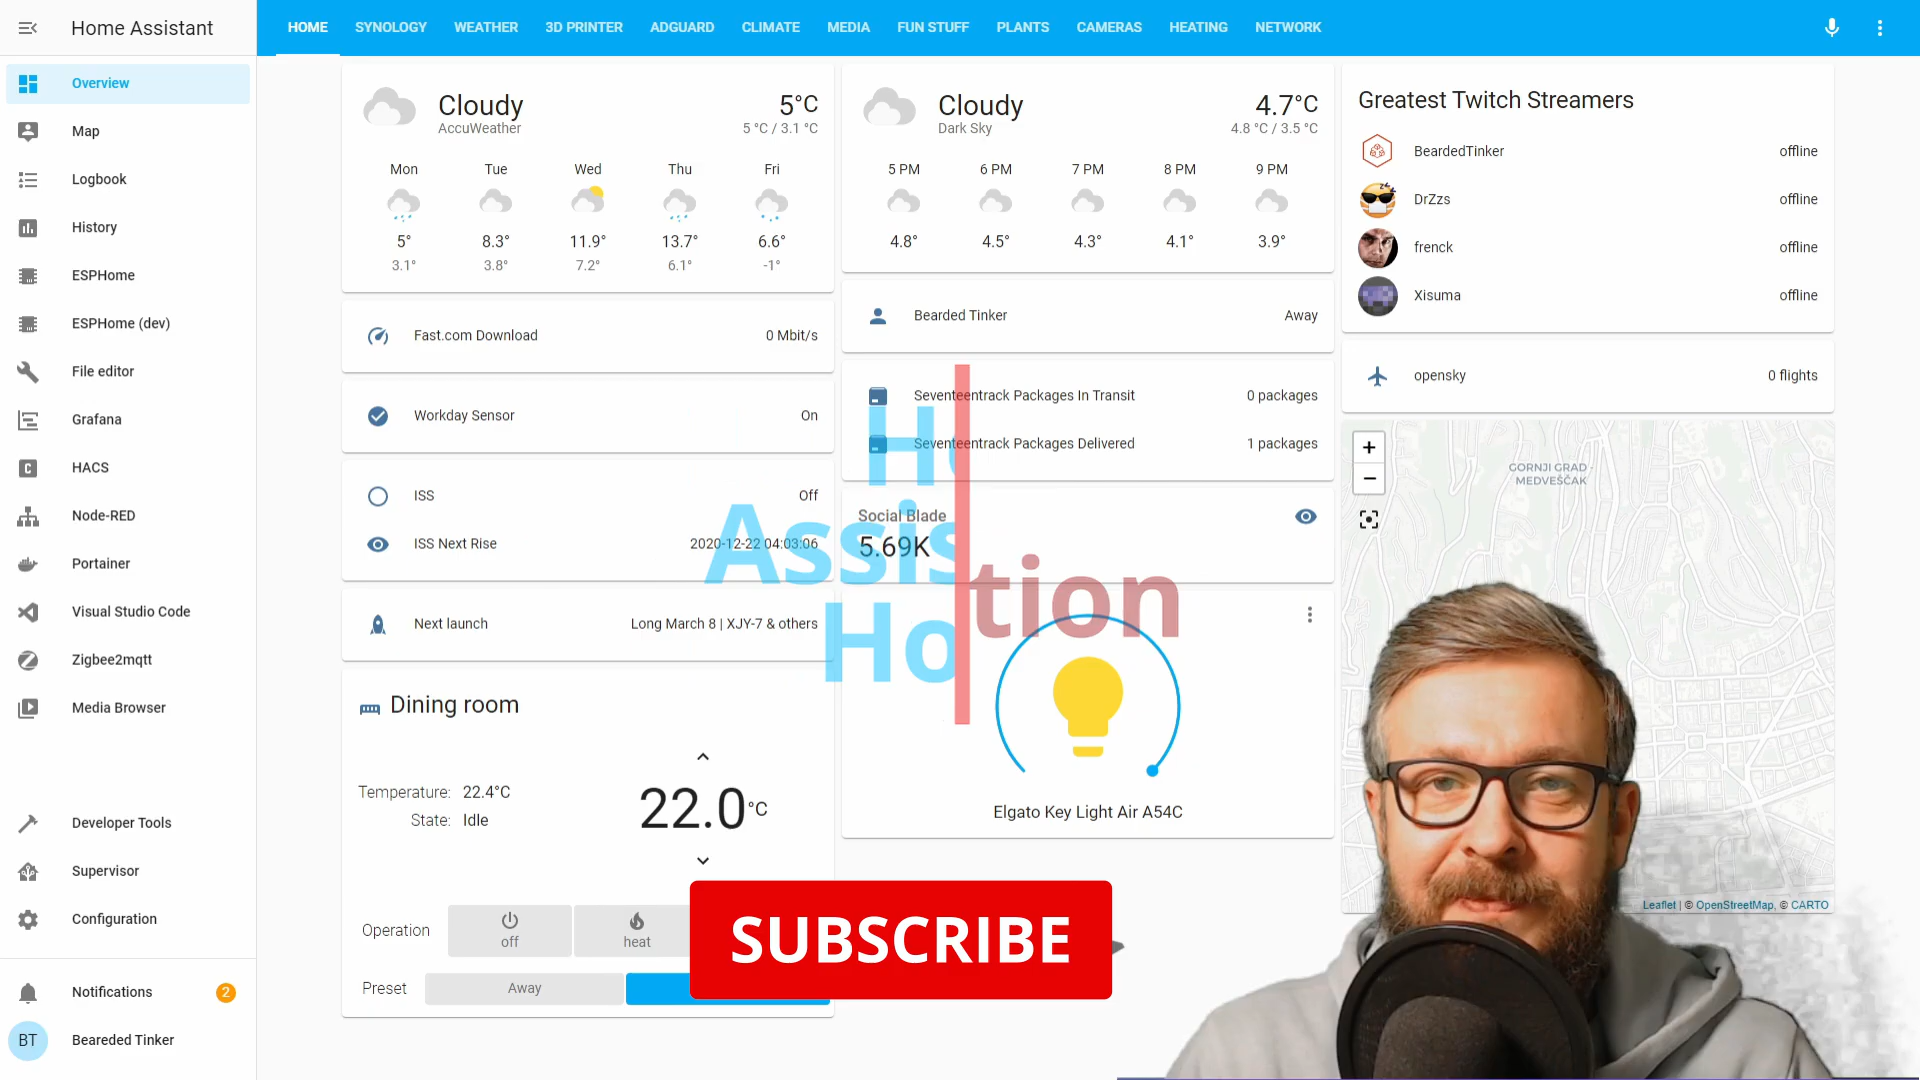 Home Assistant
HOME
SYNOLOGY
WEATHER
3D PRINTER
ADGUARD
CLIMATE
MEDIA
FUN STUFF
PLANTS
CAMERAS
HEATING
NETWORK
Overview
Map
Logbook
History
ESPHome
ESPHome (dev)
File editor
Grafana
HACS
Node-RED
Portainer
Visual Studio Code
Zigbee2mqtt
Media Browser
Developer Tools
Supervisor
Configuration
Notifications
2
BT
Beareded Tinker
Cloudy
5°C
AccuWeather
5 °C / 3.1 °C
Mon Tue Wed Thu Fri
5° 8.3° 11.9° 13.7° 6.6°
3.1° 3.8° 7.2° 6.1° -1°
Fast.com Download 0 Mbit/s
Workday Sensor On
ISS Off
ISS Next Rise 2020-12-22 04:03:06
Next launch Long March 8 | XJY-7 & others
Dining room
Temperature: 22.4°C
State: Idle
22.0 °C
Operation
off
heat
Preset
Away
Cloudy
4.7°C
Dark Sky
4.8 °C / 3.5 °C
5 PM 6 PM 7 PM 8 PM 9 PM
4.8° 4.5° 4.3° 4.1° 3.9°
Bearded Tinker Away
Seventeentrack Packages In Transit 0 packages
Seventeentrack Packages Delivered 1 packages
Social Blade
5.69K
Elgato Key Light Air A54C
H
Assis
Ho
tion
SUBSCRIBE
Greatest Twitch Streamers
BeardedTinker offline
DrZzs offline
frenck offline
Xisuma offline
opensky 0 flights
+
−
GORNJI GRAD -
MEDVEŠČAK
Leaflet | © OpenStreetMap, © CARTO